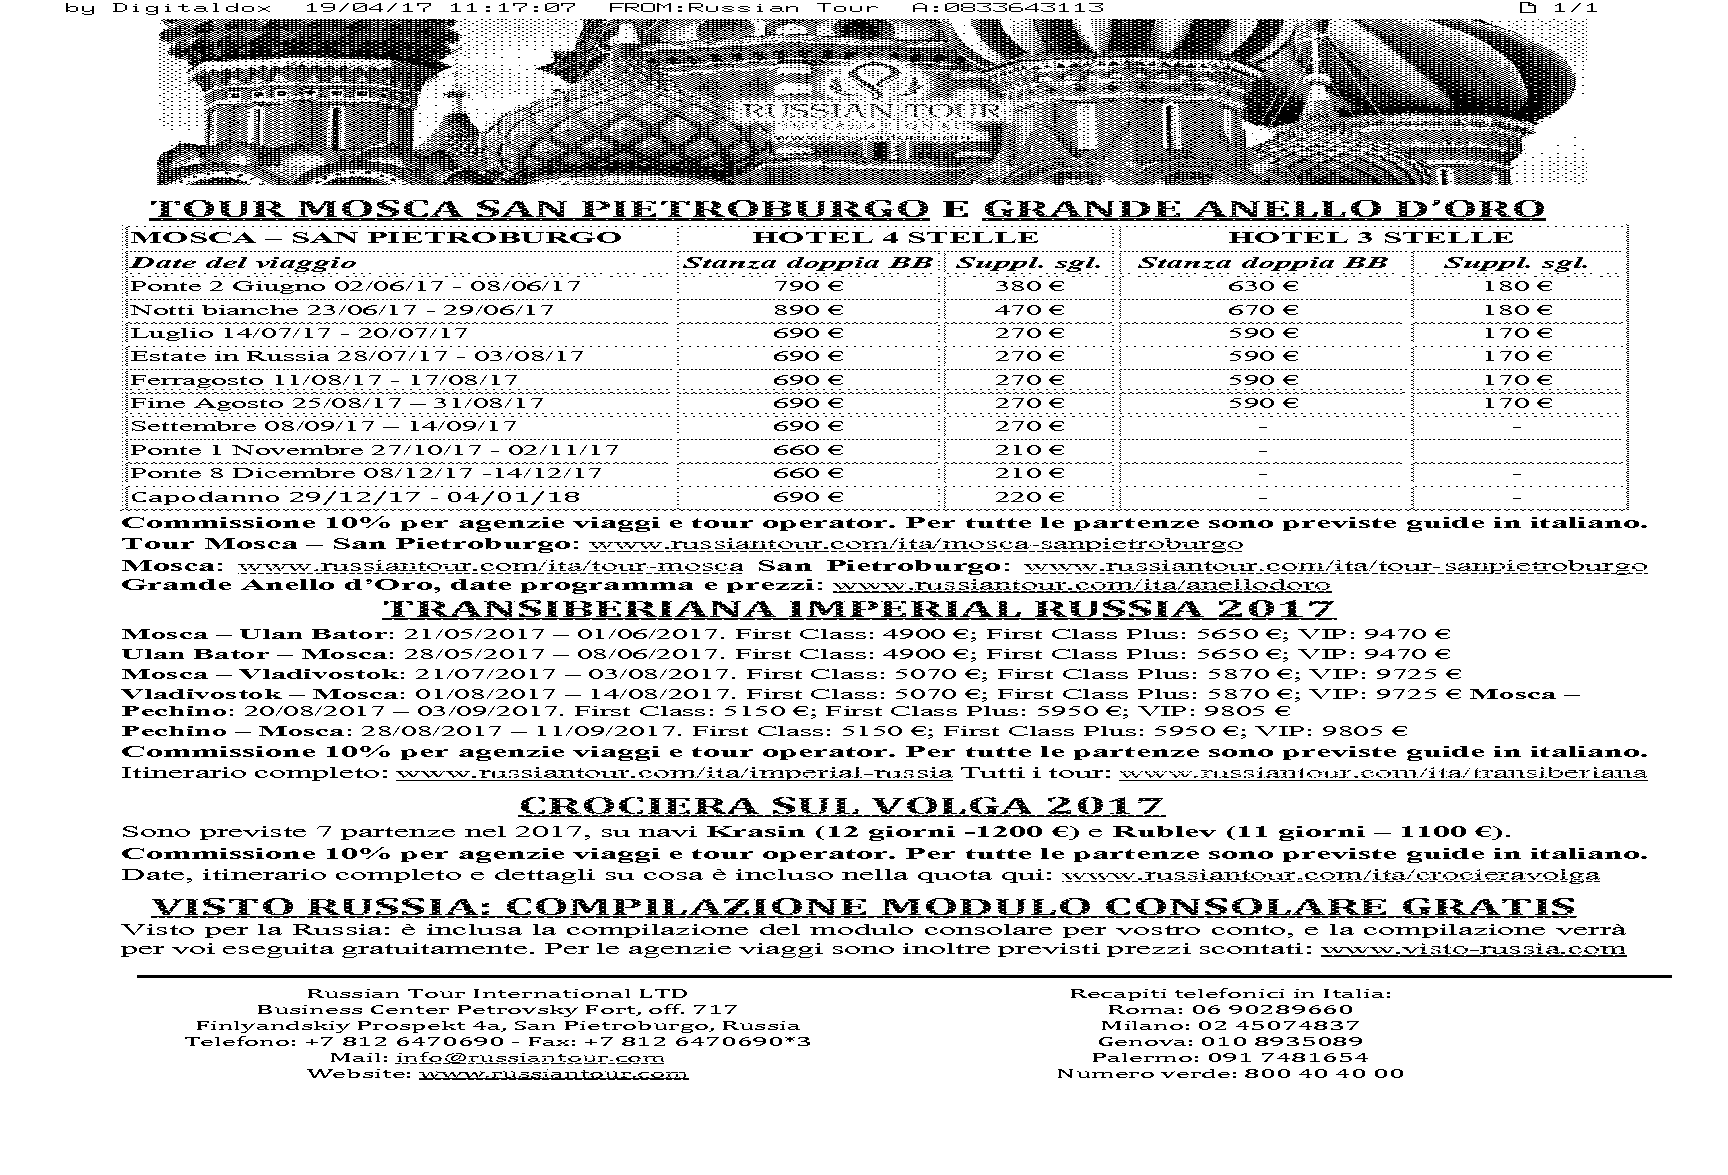 by Digitaldox 19/04/17 11:17:07 FROM:Russian Tour A:0833643113 1/1
RUSSIAN TOUR
TOUR MOSCA SAN PIETROBURGO E GRANDE ANELLO D'ORO
MOSCA – SAN PIETROBURGO HOTEL 4 STELLE HOTEL 3 STELLE
Date del viaggio Stanza doppia BB Suppl. sgl. Stanza doppia BB Suppl. sgl.
Ponte 2 Giugno 02/06/17 - 08/06/17 790 € 380 € 630 € 180 €
Notti bianche 23/06/17 - 29/06/17 890 € 470 € 670 € 180 €
Luglio 14/07/17 - 20/07/17 690 € 270 € 590 € 170 €
Estate in Russia 28/07/17 - 03/08/17 690 € 270 € 590 € 170 €
Ferragosto 11/08/17 - 17/08/17 690 € 270 € 590 € 170 €
Fine Agosto 25/08/17 – 31/08/17 690 € 270 € 590 € 170 €
Settembre 08/09/17 – 14/09/17 690 € 270 € - -
Ponte 1 Novembre 27/10/17 - 02/11/17 660 € 210 € -
Ponte 8 Dicembre 08/12/17 -14/12/17 660 € 210 € - -
Capodanno 29/12/17 - 04/01/18 690 € 220 € - -
Commissione 10% per agenzie viaggi e tour operator. Per tutte le partenze sono previste guide in italiano.
Tour Mosca – San Pietroburgo: www.russiantour.com/ita/mosca-sanpietroburgo
Mosca: www.russiantour.com/ita/tour-mosca San Pietroburgo: www.russiantour.com/ita/tour-sanpietroburgo
Grande Anello d'Oro, date programma e prezzi: www.russiantour.com/ita/anellodoro
TRANSIBERIANA IMPERIAL RUSSIA 2017
Mosca – Ulan Bator: 21/05/2017 – 01/06/2017. First Class: 4900 €; First Class Plus: 5650 €; VIP: 9470 €
Ulan Bator – Mosca: 28/05/2017 – 08/06/2017. First Class: 4900 €; First Class Plus: 5650 €; VIP: 9470 €
Mosca – Vladivostok: 21/07/2017 – 03/08/2017. First Class: 5070 €; First Class Plus: 5870 €; VIP: 9725 €
Vladivostok – Mosca: 01/08/2017 – 14/08/2017. First Class: 5070 €; First Class Plus: 5870 €; VIP: 9725 € Mosca –
Pechino: 20/08/2017 – 03/09/2017. First Class: 5150 €; First Class Plus: 5950 €; VIP: 9805 €
Pechino – Mosca: 28/08/2017 – 11/09/2017. First Class: 5150 €; First Class Plus: 5950 €; VIP: 9805 €
Commissione 10% per agenzie viaggi e tour operator. Per tutte le partenze sono previste guide in italiano.
Itinerario completo: www.russiantour.com/ita/imperial-russia Tutti i tour: www.russiantour.com/ita/transiberiana
CROCIERA SUL VOLGA 2017
Sono previste 7 partenze nel 2017, su navi Krasin (12 giorni -1200 €) e Rublev (11 giorni – 1100 €).
Commissione 10% per agenzie viaggi e tour operator. Per tutte le partenze sono previste guide in italiano.
Date, itinerario completo e dettagli su cosa è incluso nella quota qui: www.russiantour.com/ita/crocieravolga
VISTO RUSSIA: COMPILAZIONE MODULO CONSOLARE GRATIS
Visto per la Russia: è inclusa la compilazione del modulo consolare per vostro conto, e la compilazione verrà
per voi eseguita gratuitamente. Per le agenzie viaggi sono inoltre previsti prezzi scontati: www.visto-russia.com
Russian Tour International LTD
Business Center Petrovsky Fort, off. 717
Finlyandskiy Prospekt 4a, San Pietroburgo, Russia
Telefono: +7 812 6470690 - Fax: +7 812 6470690*3
Mail: info@russiantour.com
Website: www.russiantour.com
Recapiti telefonici in Italia:
Roma: 06 90289660
Milano: 02 45074837
Genova: 010 8935089
Palermo: 091 7481654
Numero verde: 800 40 40 00